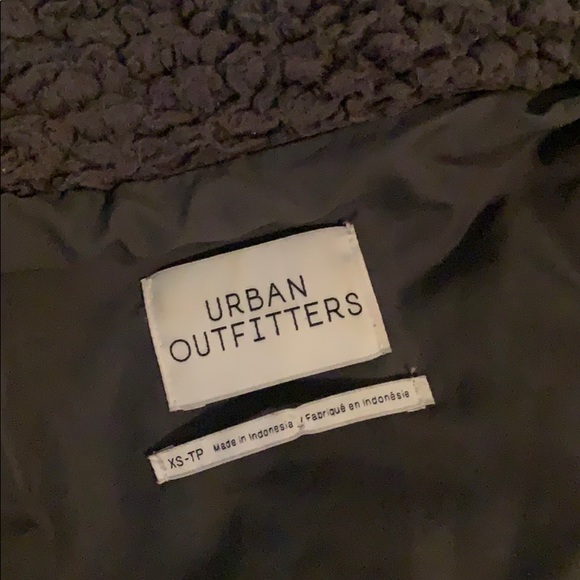 URBAN
OUTFITTERS
XS-TP Made in Indonesia / Fabriqué en Indonésie